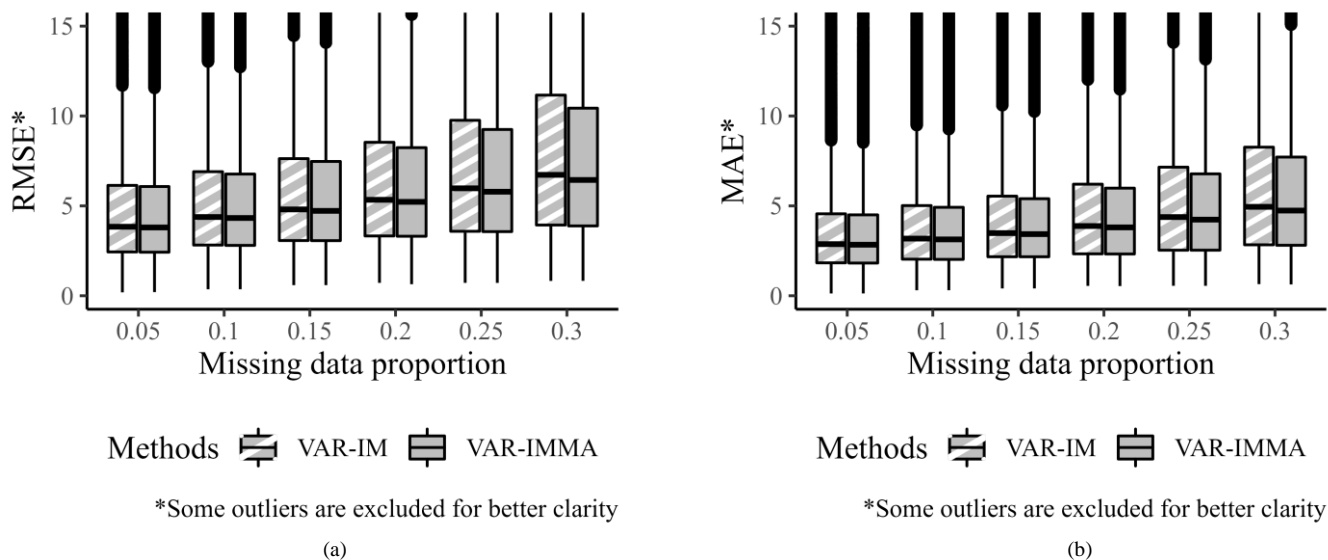 RMSE*
15
10
5
0
0.05 0.1 0.15 0.2 0.25 0.3
Missing data proportion
Methods VAR-IM VAR-IMMA
*Some outliers are excluded for better clarity
(a)
MAE*
15
10
5
0
0.05 0.1 0.15 0.2 0.25 0.3
Missing data proportion
Methods VAR-IM VAR-IMMA
*Some outliers are excluded for better clarity
(b)